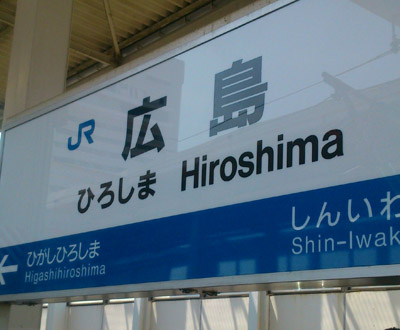 JR 広島
ひろしま Hiroshima
ひがしひろしま
Higashihiroshima
しんいわ
Shin-Iwak